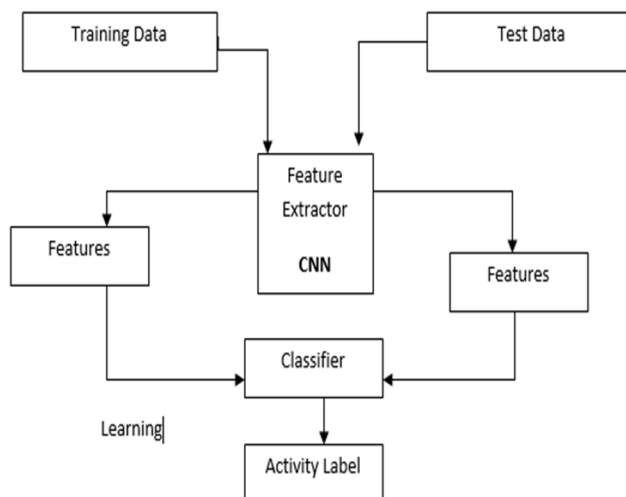 Training Data
Test Data
Feature
Extractor
CNN
Features
Features
Classifier
Learning
Activity Label